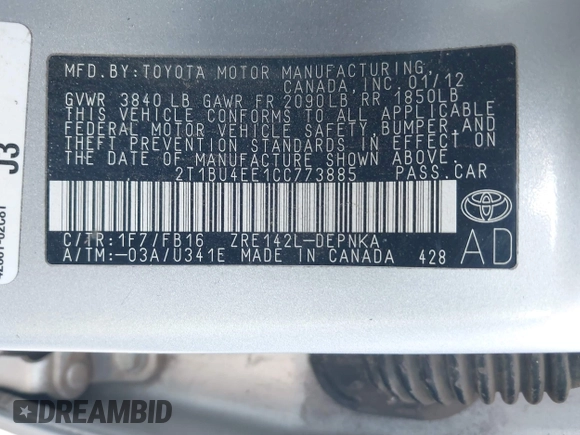 MFD.BY:TOYOTA MOTOR MANUFACTURING,
CANADA, INC. 01/12
GVWR 3840 LB GAWR FR 2090LB RR 1850LB
THIS VEHICLE CONFORMS TO ALL APPLICABLE
FEDERAL MOTOR VEHICLE SAFETY, BUMPER, AND
THEFT PREVENTION STANDARDS IN EFFECT ON
THE DATE OF MANUFACTURE SHOWN ABOVE.
2T1BU4EE1CC773885 PASS.CAR
C/TR:1F7/FB16 ZRE142L-DEPNKA
A/TM:-03A/U341E MADE IN CANADA 428
AD
J3
DREAMBID